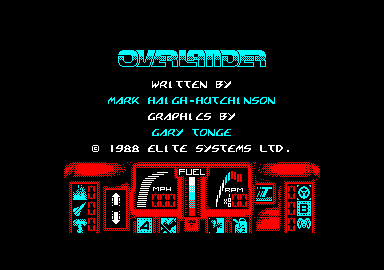 OVERLANDER
WRITTEN BY
MARK HAIGH-HUTCHINSON
GRAPHICS BY
GARY TONGE
© 1988 ELITE SYSTEMS LTD.
FUEL
MPH
RPM